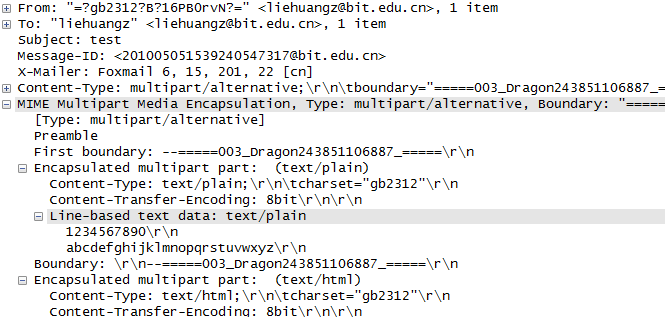 From: "=?gb2312?B?16PBOrvN?=" <liehuangz@bit.edu.cn>, 1 item
To: "liehuangz" <liehuangz@bit.edu.cn>, 1 item
Subject: test
Message-ID: <201005051539240547317@bit.edu.cn>
X-Mailer: Foxmail 6, 15, 201, 22 [cn]
Content-Type: multipart/alternative;\r\n\tboundary="=====003_Dragon243851106887_=
MIME Multipart Media Encapsulation, Type: multipart/alternative, Boundary: "=====
[Type: multipart/alternative]
Preamble
First boundary: --=====003_Dragon243851106887_=====\r\n
Encapsulated multipart part:  (text/plain)
Content-Type: text/plain;\r\n\tcharset="gb2312"\r\n
Content-Transfer-Encoding: 8bit\r\n\r\n
Line-based text data: text/plain
1234567890\r\n
abcdefghijklmnopqrstuvwxyz\r\n
Boundary: \r\n--=====003_Dragon243851106887_=====\r\n
Encapsulated multipart part:  (text/html)
Content-Type: text/html;\r\n\tcharset="gb2312"\r\n
Content-Transfer-Encoding: 8bit\r\n\r\n